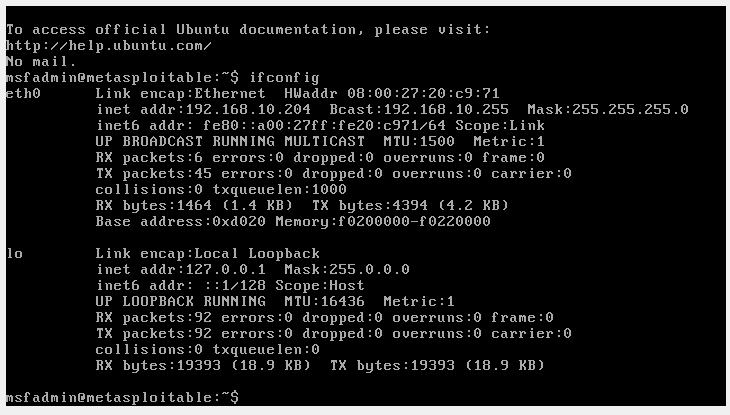 To access official Ubuntu documentation, please visit:
http://help.ubuntu.com/
No mail.
msfadmin@metasploitable:~$ ifconfig
eth0      Link encap:Ethernet  HWaddr 08:00:27:20:c9:71
          inet addr:192.168.10.204  Bcast:192.168.10.255  Mask:255.255.255.0
          inet6 addr: fe80::a00:27ff:fe20:c971/64 Scope:Link
          UP BROADCAST RUNNING MULTICAST  MTU:1500  Metric:1
          RX packets:6 errors:0 dropped:0 overruns:0 frame:0
          TX packets:45 errors:0 dropped:0 overruns:0 carrier:0
          collisions:0 txqueuelen:1000
          RX bytes:1464 (1.4 KB)  TX bytes:4394 (4.2 KB)
          Base address:0xd020 Memory:f0200000-f0220000
lo        Link encap:Local Loopback
          inet addr:127.0.0.1  Mask:255.0.0.0
          inet6 addr: ::1/128 Scope:Host
          UP LOOPBACK RUNNING  MTU:16436  Metric:1
          RX packets:92 errors:0 dropped:0 overruns:0 frame:0
          TX packets:92 errors:0 dropped:0 overruns:0 carrier:0
          collisions:0 txqueuelen:0
          RX bytes:19393 (18.9 KB)  TX bytes:19393 (18.9 KB)
msfadmin@metasploitable:~$